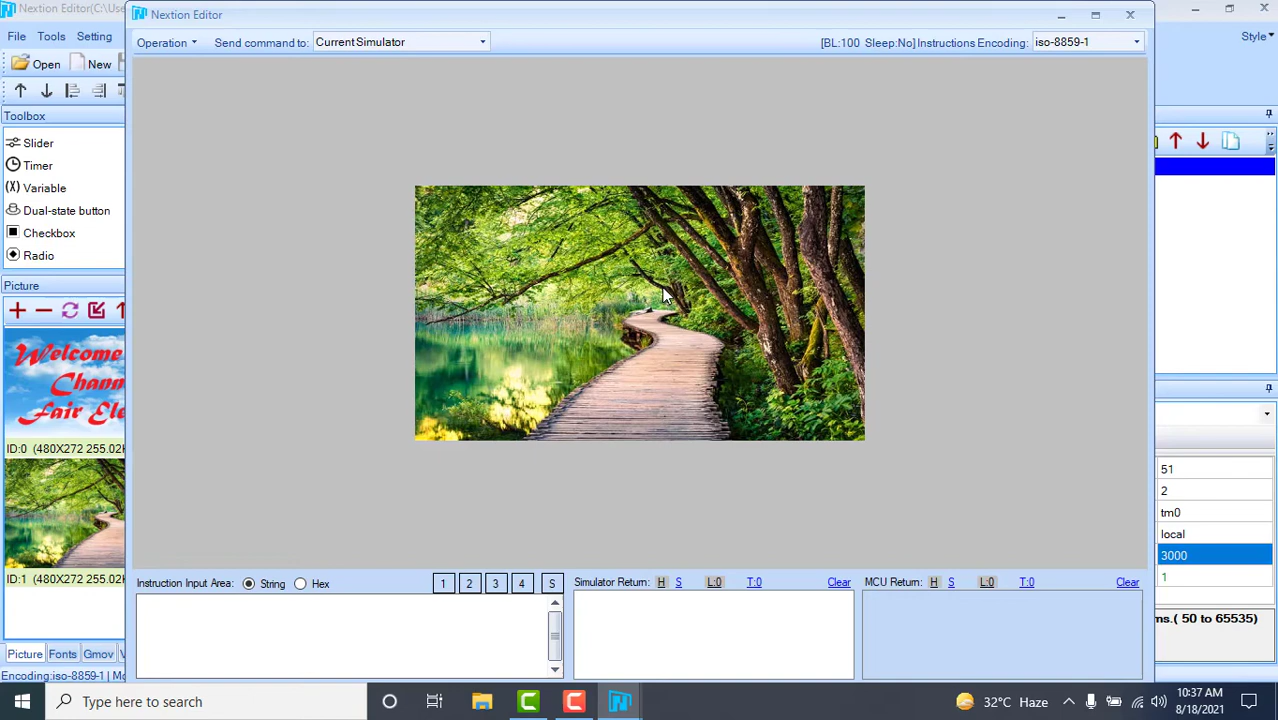 Nextion Editor(C:\Use
Nextion Editor
File Tools Setting
Style
Operation Send command to: Current Simulator [BL:100 Sleep:No] Instructions Encoding: iso-8859-1
Open New
Toolbox
Slider
Timer
(X) Variable
Dual-state button
Checkbox
Radio
Picture
Welcome
Chann
Fair Ele
ID:0 (480X272 255.02K
ID:1 (480X272 255.02K
51
2
tm0
local
3000
1
ms.( 50 to 65535)
Instruction Input Area: String Hex 1 2 3 4 S
Simulator Return: H S L:0 T:0 Clear
MCU Return: H S L:0 T:0 Clear
Picture Fonts Gmov V
Encoding:iso-8859-1 | Mo
Type here to search
32°C Haze
10:37 AM
8/18/2021